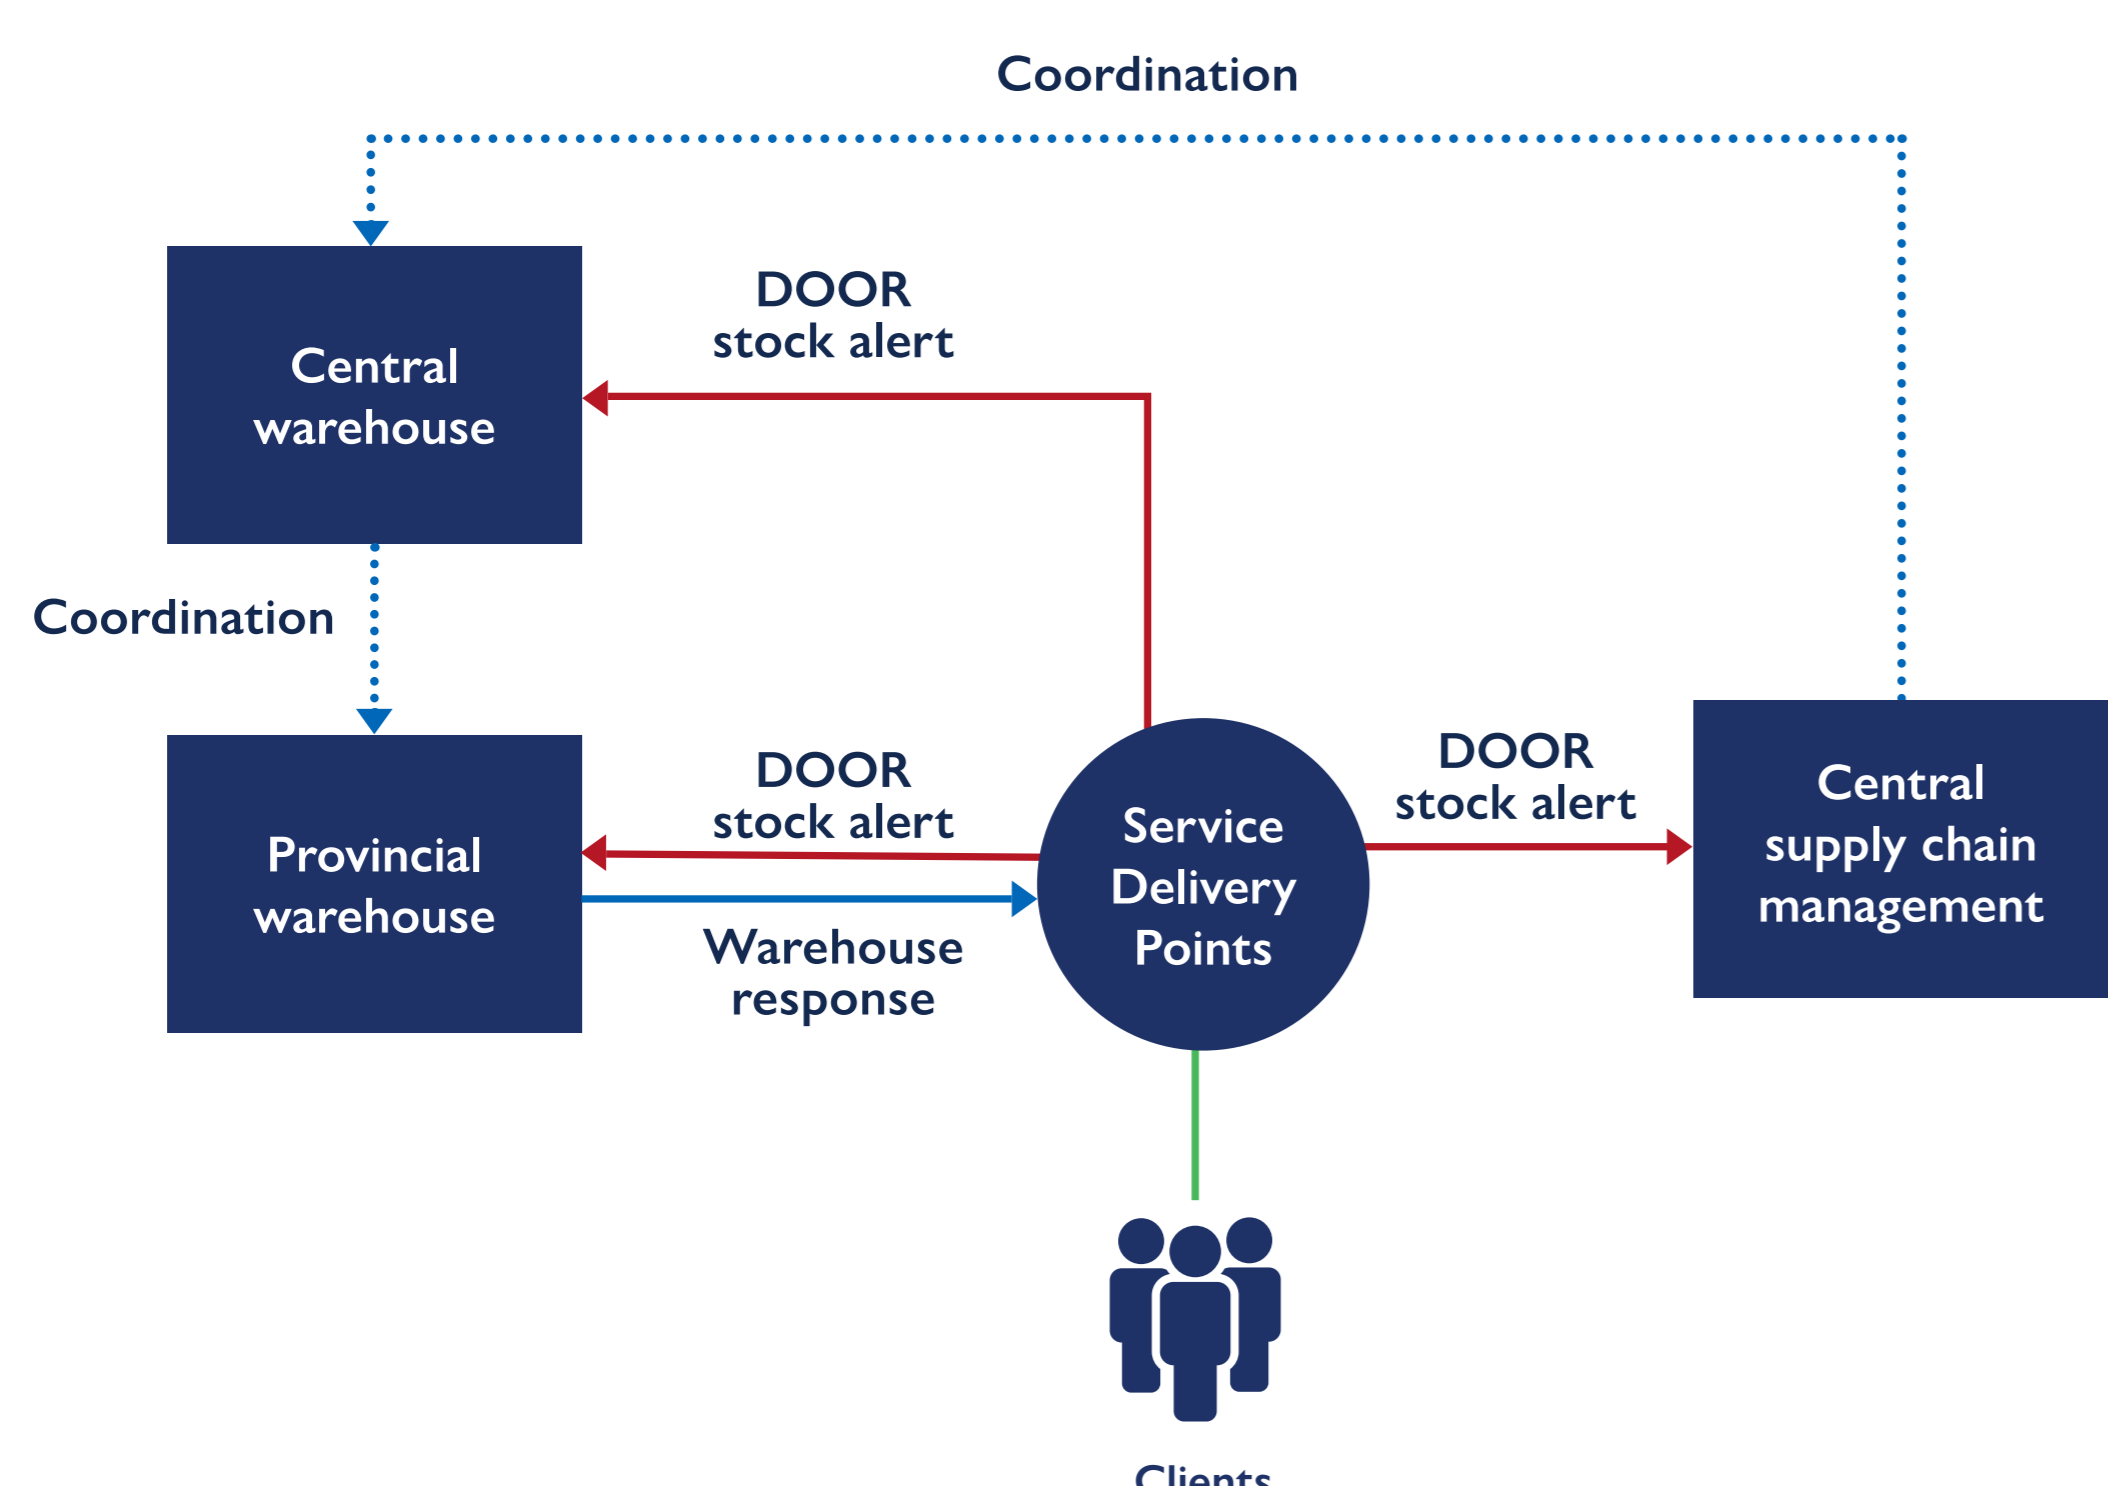 Coordination
DOOR
stock alert
Central
warehouse
Coordination
DOOR
stock alert
Provincial
warehouse
Warehouse
response
Service
Delivery
Points
DOOR
stock alert
Central
supply chain
management
Clients